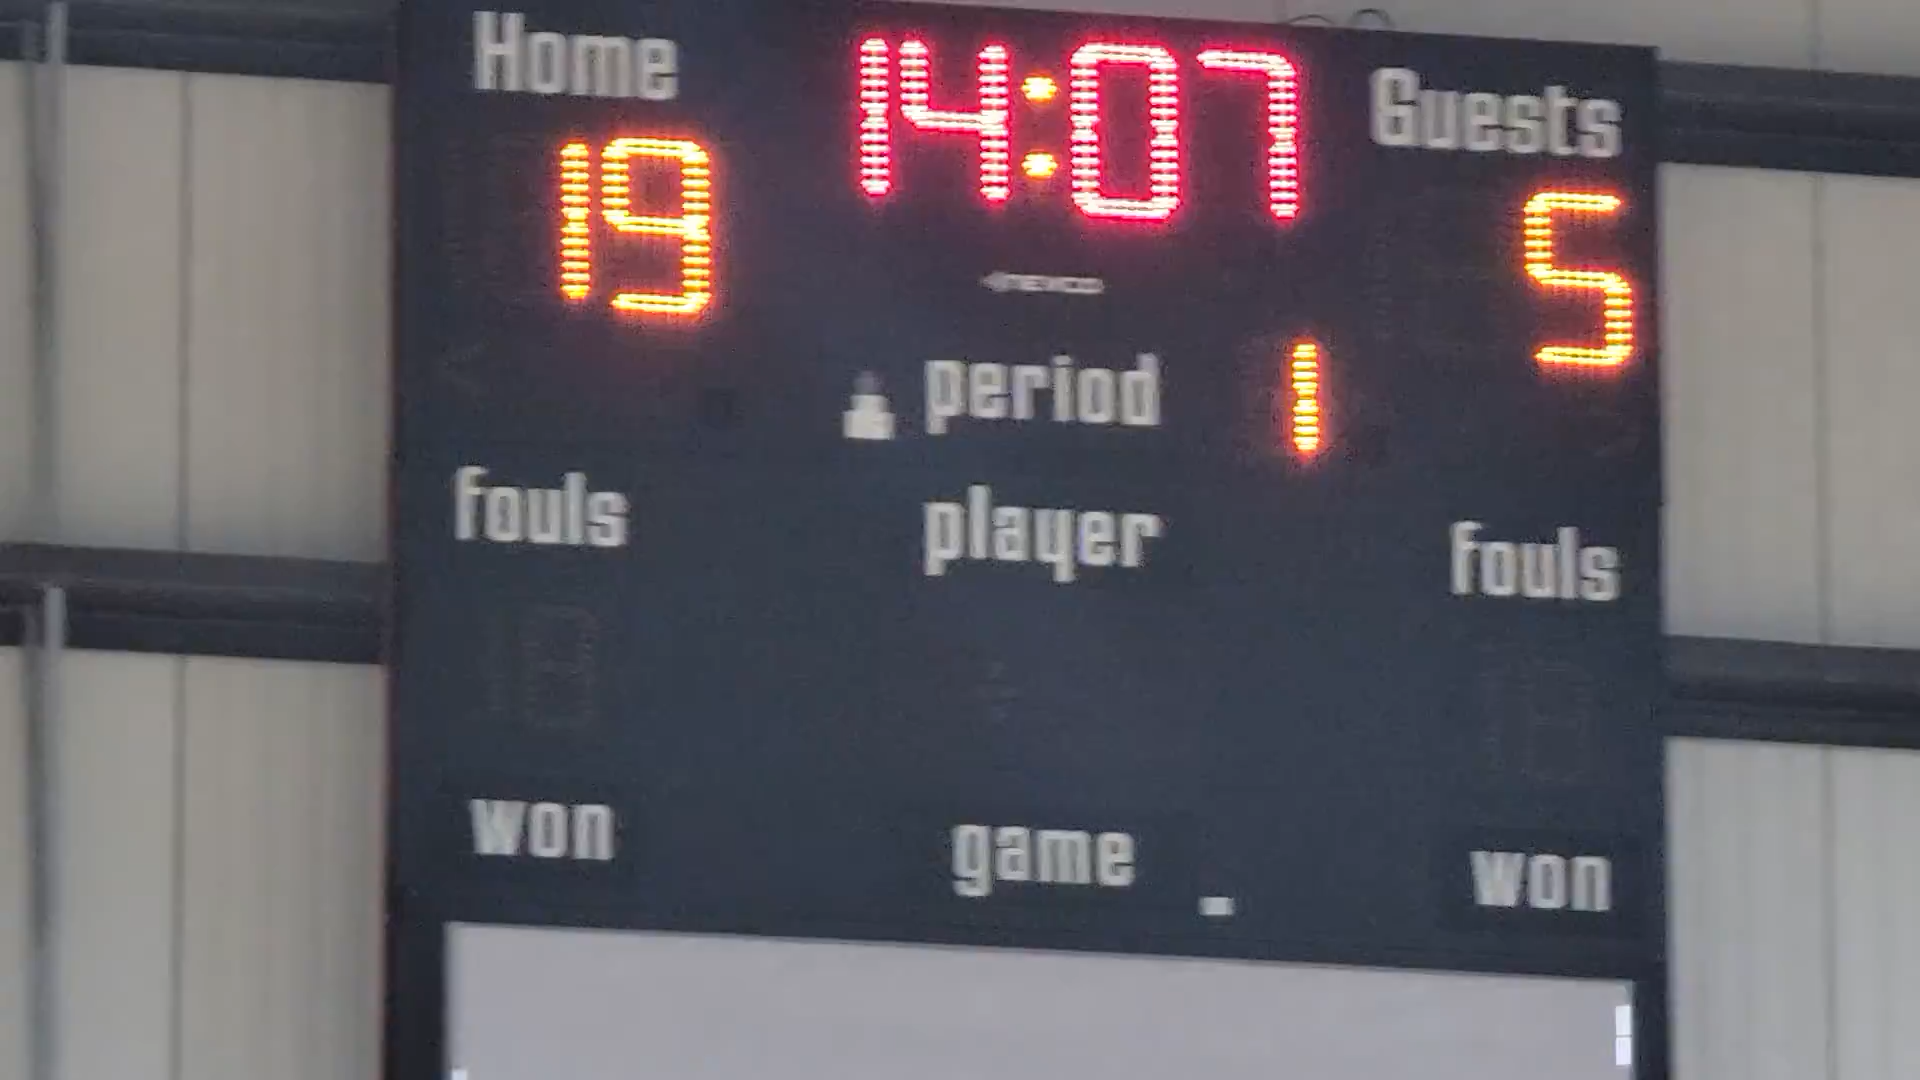 Home 14:07 Guests
19 5
period 1
fouls player fouls
won game won